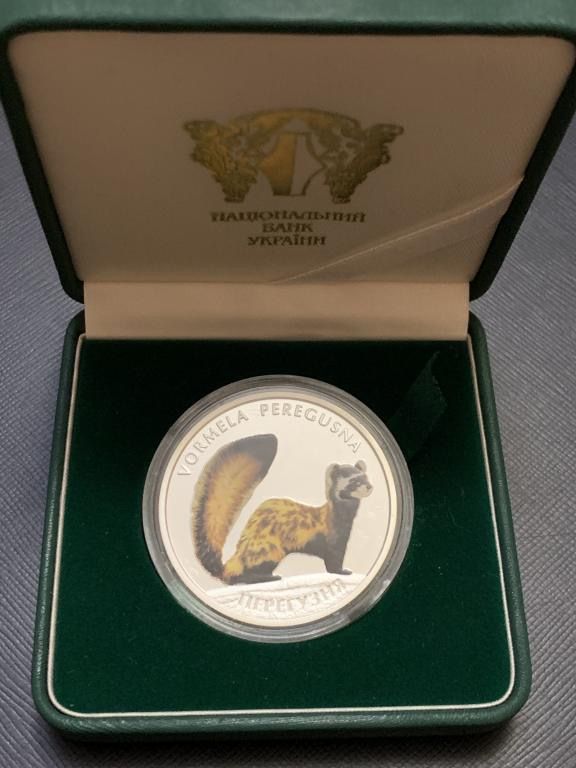 НАЦІОНАЛЬНИЙ
БАНК
УКРАЇНИ
VORMELA PEREGUSNA
ПЕРЕГУЗНЯ